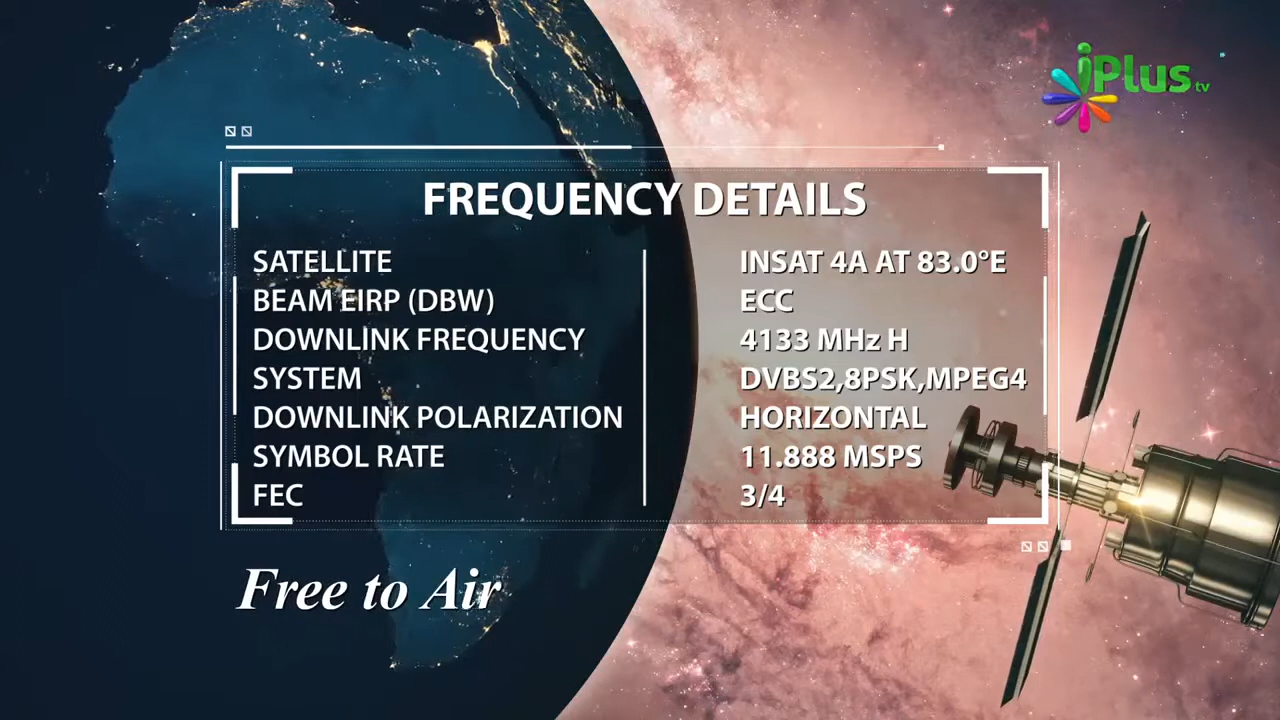 iPlus tv
FREQUENCY DETAILS
SATELLITE INSAT 4A AT 83.0°E
BEAM EIRP (DBW) ECC
DOWNLINK FREQUENCY 4133 MHz H
SYSTEM DVBS2,8PSK,MPEG4
DOWNLINK POLARIZATION HORIZONTAL
SYMBOL RATE 11.888 MSPS
FEC 3/4
Free to Air